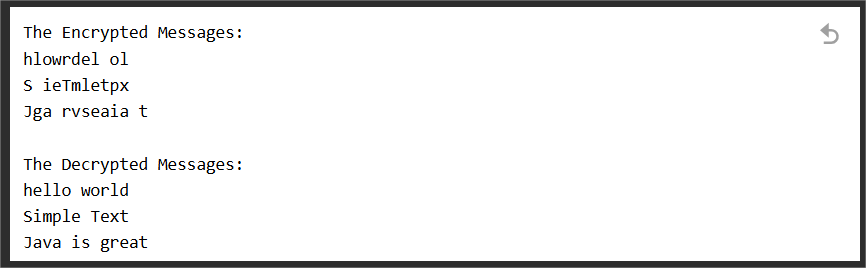 The Encrypted Messages:
hlowrdel ol
S ieTmletpx
Jga rvseaia t
The Decrypted Messages:
hello world
Simple Text
Java is great